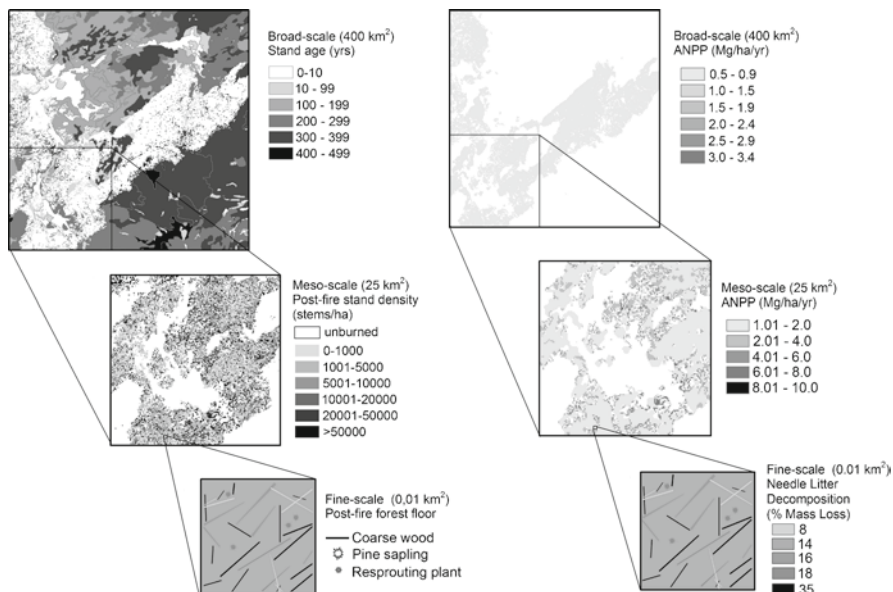 Broad-scale (400 km²)
Stand age (yrs)
0-10
10 - 99
100 - 199
200 - 299
300 - 399
400 - 499
Meso-scale (25 km²)
Post-fire stand density
(stems/ha)
unburned
0-1000
1001-5000
5001-10000
10001-20000
20001-50000
>50000
Fine-scale (0,01 km²)
Post-fire forest floor
Coarse wood
Pine sapling
Resprouting plant
Broad-scale (400 km²)
ANPP (Mg/ha/yr)
0.5 - 0.9
1.0 - 1.5
1.5 - 1.9
2.0 - 2.4
2.5 - 2.9
3.0 - 3.4
Meso-scale (25 km²)
ANPP (Mg/ha/yr)
1.01 - 2.0
2.01 - 4.0
4.01 - 6.0
6.01 - 8.0
8.01 - 10.0
Fine-scale (0.01 km²)
Needle Litter
Decomposition
(% Mass Loss)
8
14
16
18
35